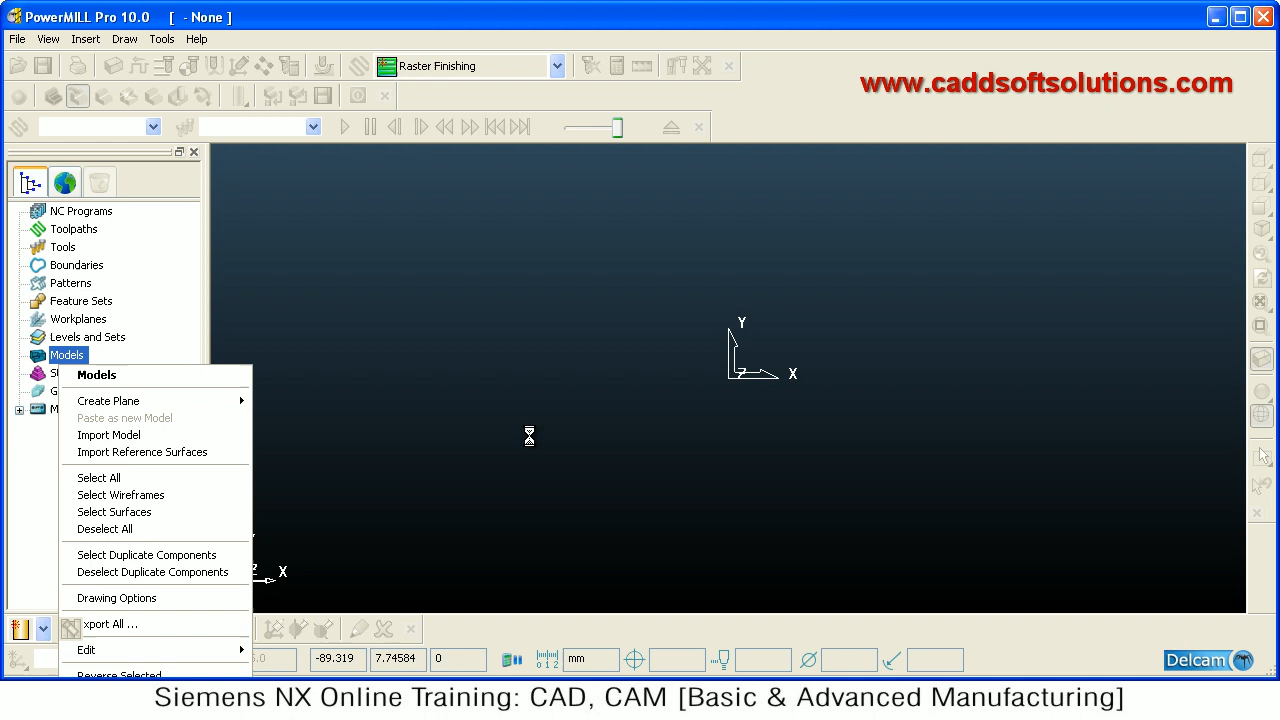 PowerMILL Pro 10.0 [ - None ]
File View Insert Draw Tools Help
Raster Finishing
www.caddsoftsolutions.com
NC Programs
Toolpaths
Tools
Boundaries
Patterns
Feature Sets
Workplanes
Levels and Sets
Models
Models
Create Plane
Paste as new Model
Import Model
Import Reference Surfaces
Select All
Select Wireframes
Select Surfaces
Deselect All
Select Duplicate Components
Deselect Duplicate Components
Drawing Options
xport All ...
Edit
Reverse Selected
Y
X
Z
X
Z
-89.319 7.74584 0 mm
Delcam
Siemens NX Online Training: CAD, CAM [Basic & Advanced Manufacturing]